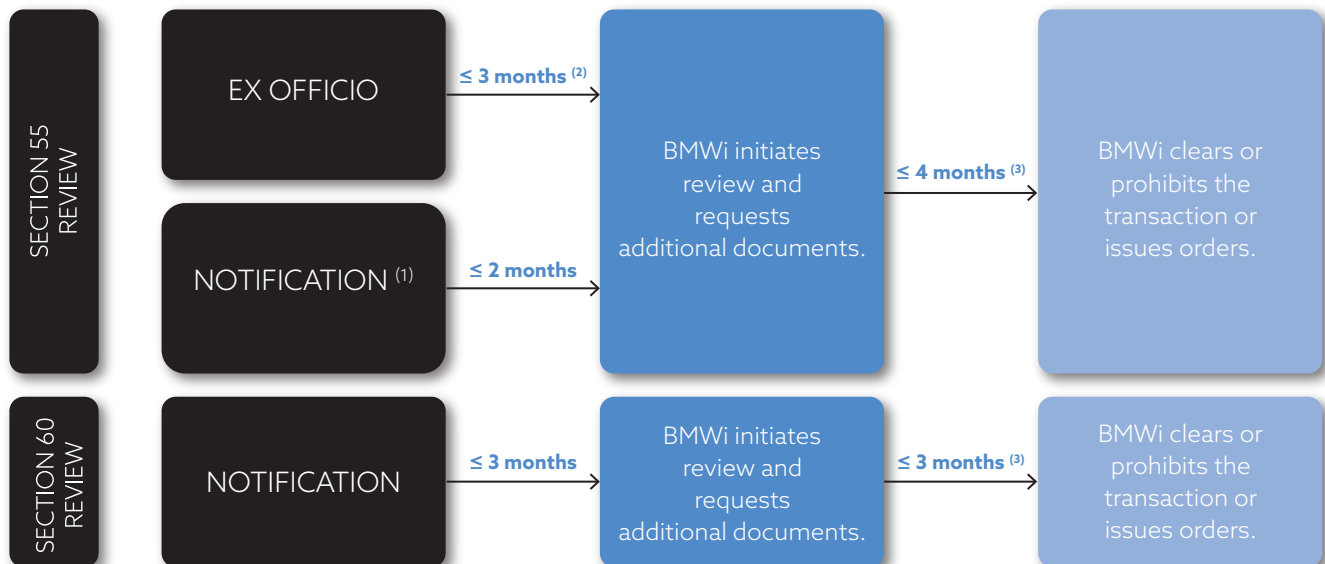 SECTION 55
REVIEW
EX OFFICIO
≤ 3 months (2)
NOTIFICATION (1)
≤ 2 months
BMWi initiates
review and
requests
additional documents.
≤ 4 months (3)
BMWi clears or
prohibits the
transaction or
issues orders.
SECTION 60
REVIEW
NOTIFICATION
≤ 3 months
BMWi initiates
review and
requests
additional documents.
≤ 3 months (3)
BMWi clears or
prohibits the
transaction or
issues orders.